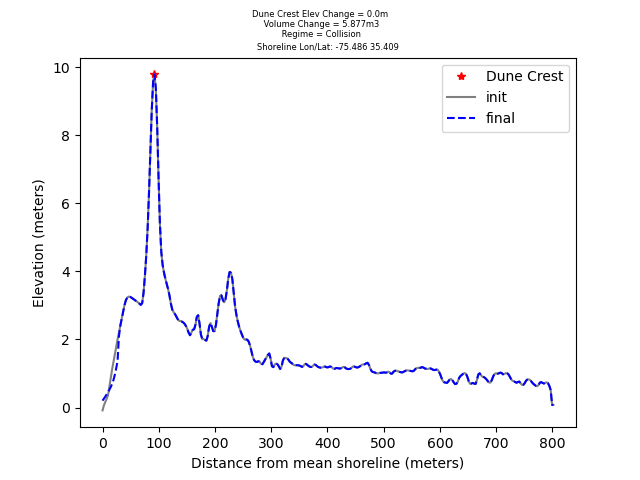 Dune Crest Elev Change = 0.0m
Volume Change = 5.877m3
Regime = Collision
Shoreline Lon/Lat: -75.486 35.409
Dune Crest
init
final
10
8
6
4
2
0
Elevation (meters)
0 100 200 300 400 500 600 700 800
Distance from mean shoreline (meters)